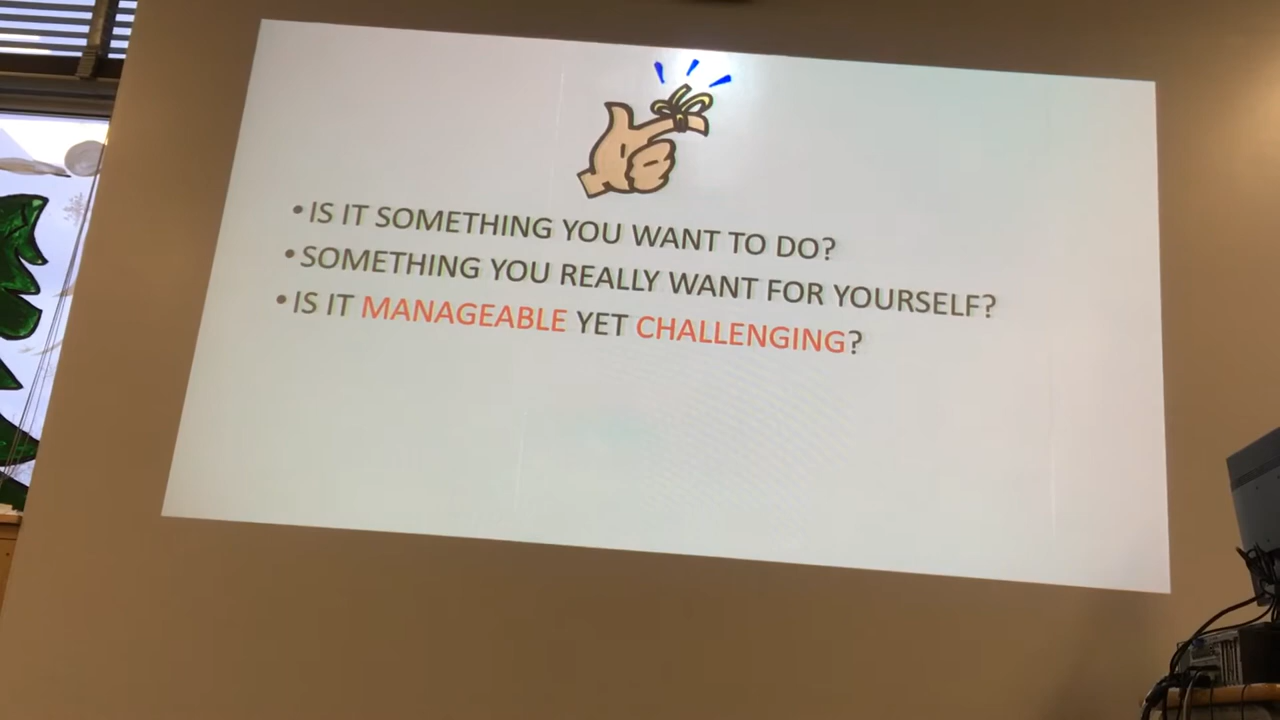 • IS IT SOMETHING YOU WANT TO DO?
• SOMETHING YOU REALLY WANT FOR YOURSELF?
• IS IT MANAGEABLE YET CHALLENGING?